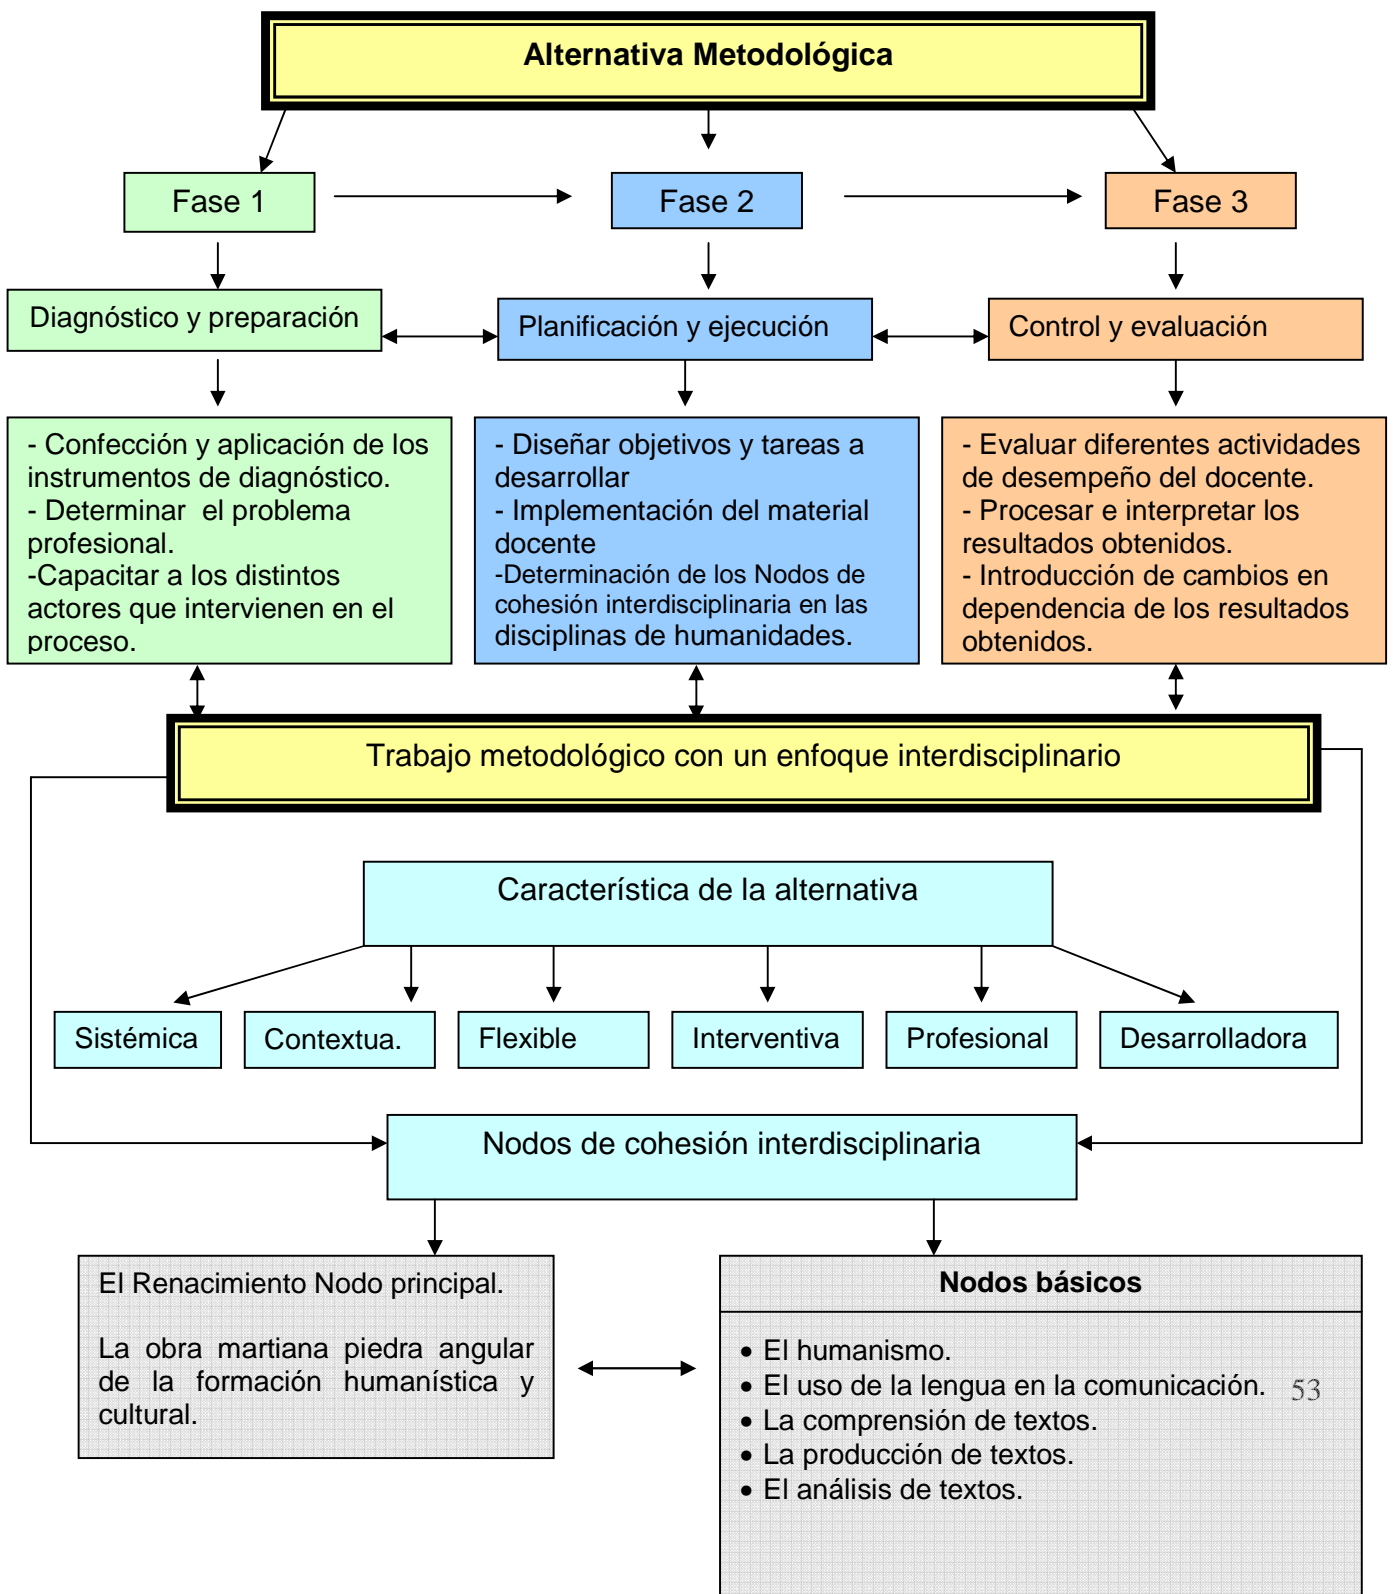 Alternativa Metodológica
Fase 1
Fase 2
Fase 3
Diagnóstico y preparación
Planificación y ejecución
Control y evaluación
- Confección y aplicación de los
instrumentos de diagnóstico.
- Determinar el problema
profesional.
-Capacitar a los distintos
actores que intervienen en el
proceso.
- Diseñar objetivos y tareas a
desarrollar
- Implementación del material
docente
-Determinación de los Nodos de
cohesión interdisciplinaria en las
disciplinas de humanidades.
- Evaluar diferentes actividades
de desempeño del docente.
- Procesar e interpretar los
resultados obtenidos.
- Introducción de cambios en
dependencia de los resultados
obtenidos.
Trabajo metodológico con un enfoque interdisciplinario
Característica de la alternativa
Sistémica
Contextua.
Flexible
Interventiva
Profesional
Desarrolladora
Nodos de cohesión interdisciplinaria
El Renacimiento Nodo principal.
La obra martiana piedra angular
de la formación humanística y
cultural.
Nodos básicos
• El humanismo.
• El uso de la lengua en la comunicación.
53
• La comprensión de textos.
• La producción de textos.
• El análisis de textos.